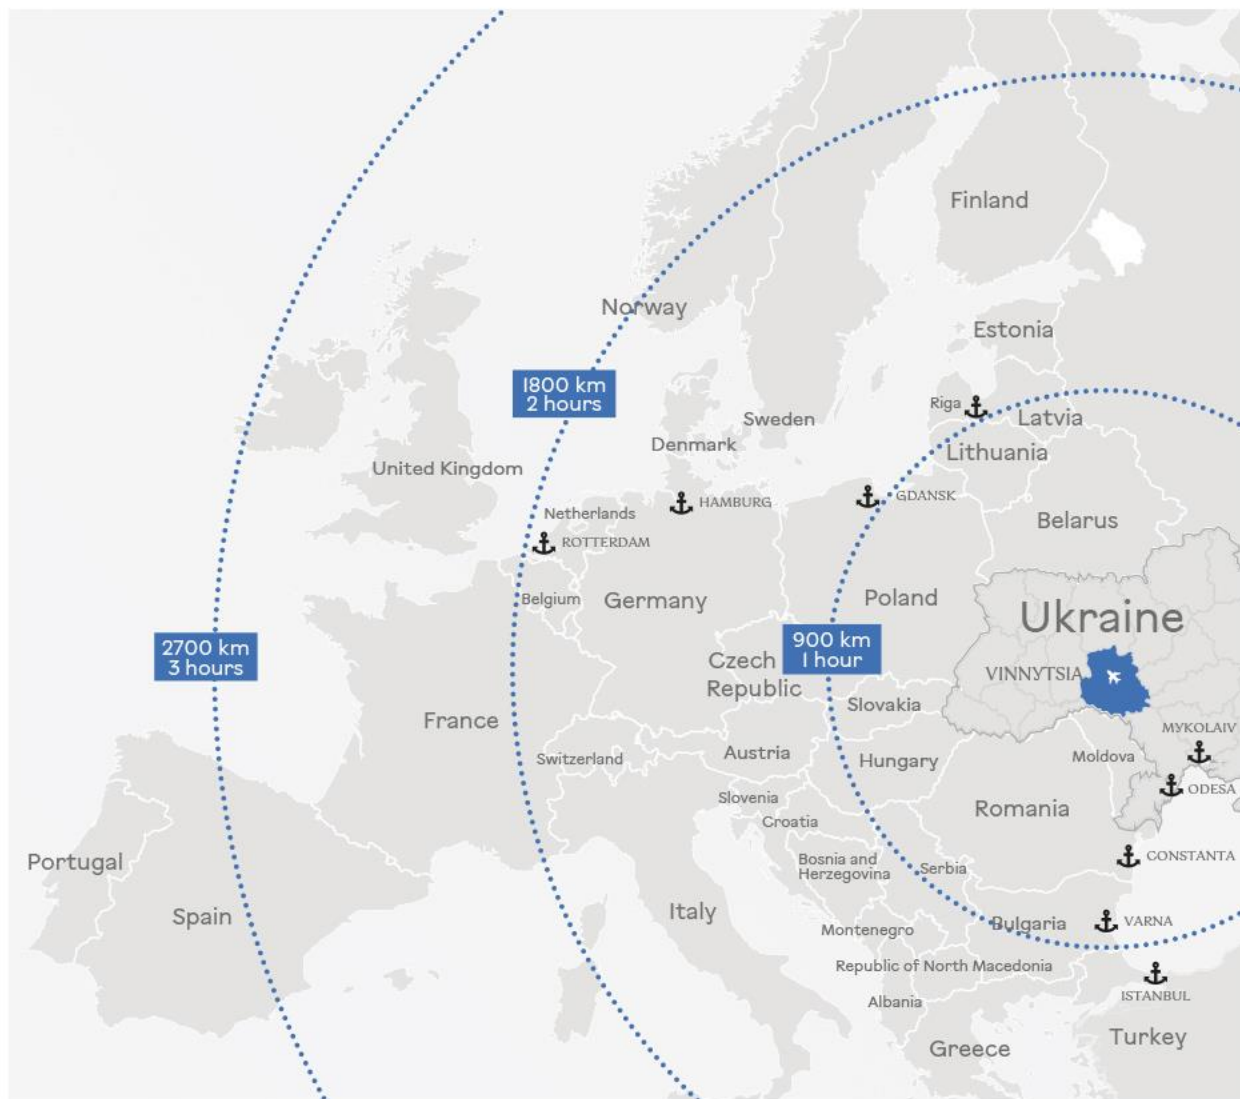 Finland
Norway
Estonia
1800 km
2 hours
Riga
Latvia
Sweden
Denmark
Lithuania
United Kingdom
HAMBURG
GDANSK
Netherlands
Belarus
ROTTERDAM
Belgium
Germany
Poland
Ukraine
2700 km
3 hours
900 km
1 hour
Czech
Republic
VINNYTSIA
Slovakia
France
MYKOLAIV
Switzerland
Austria
Hungary
Moldova
ODESA
Slovenia
Croatia
Romania
Portugal
Bosnia and
Herzegovina
Serbia
CONSTANTA
Spain
Italy
Montenegro
Bulgaria
VARNA
Republic of North Macedonia
Albania
ISTANBUL
Greece
Turkey